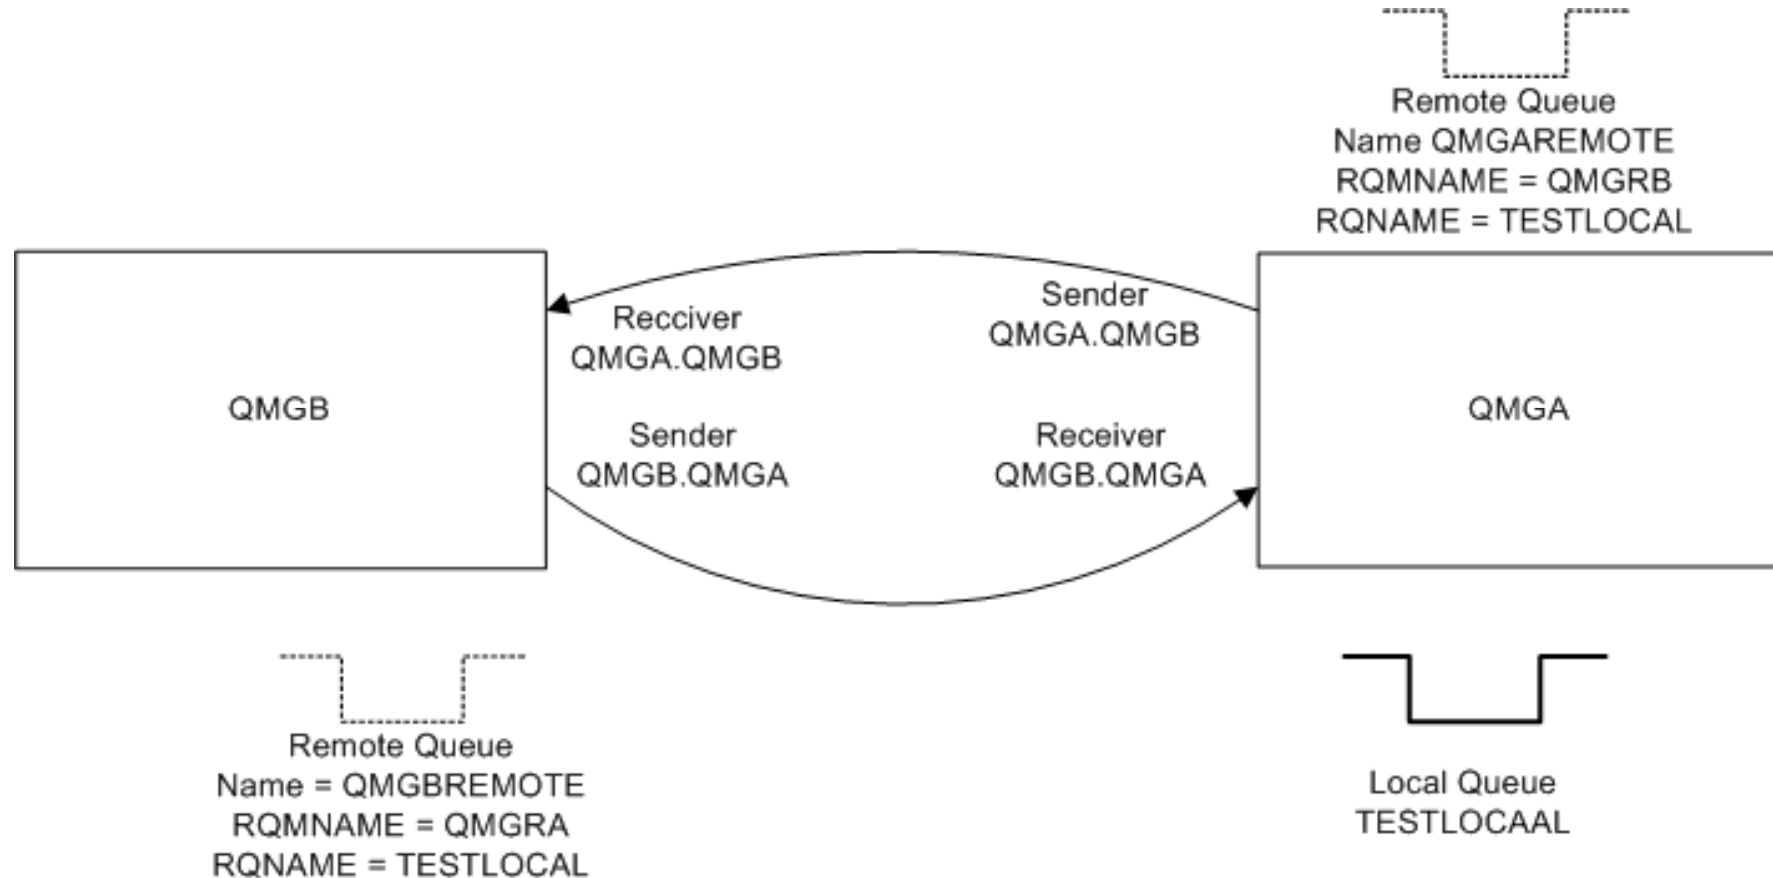 Remote Queue
Name QMGAREMOTE
RQMNAME = QMGRB
RQNAME = TESTLOCAL
Sender
QMGA.QMGB
Recciver
QMGA.QMGB
QMGB
QMGA
Sender
QMGB.QMGA
Receiver
QMGB.QMGA
Remote Queue
Name = QMGBREMOTE
RQMNAME = QMGRA
RQNAME = TESTLOCAL
Local Queue
TESTLOCAAL